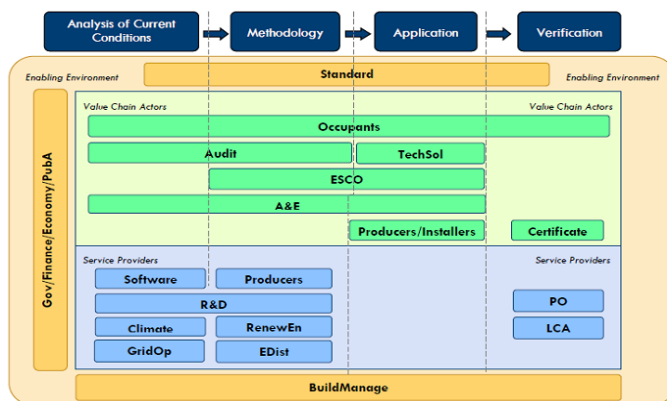 Analysis of Current
Conditions
Methodology
Application
Verification
Enabling Environment
Standard
Enabling Environment
Gov/Finance/Economy/PubA
Value Chain Actors
Value Chain Actors
Occupants
Audit
TechSol
ESCO
A&E
Producers/Installers
Certificate
Service Providers
Service Providers
Software
Producers
R&D
PO
Climate
RenewEn
LCA
GridOp
EDist
BuildManage